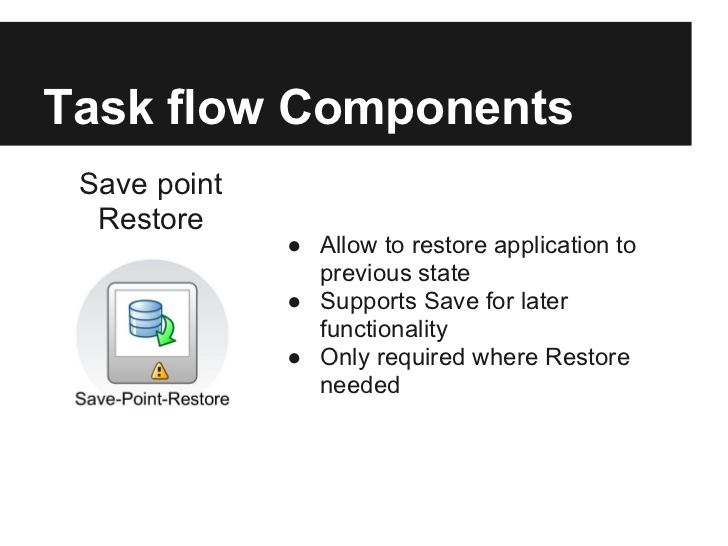 Task flow Components
Save point
Restore
Save-Point-Restore
● Allow to restore application to
previous state
● Supports Save for later
functionality
● Only required where Restore
needed